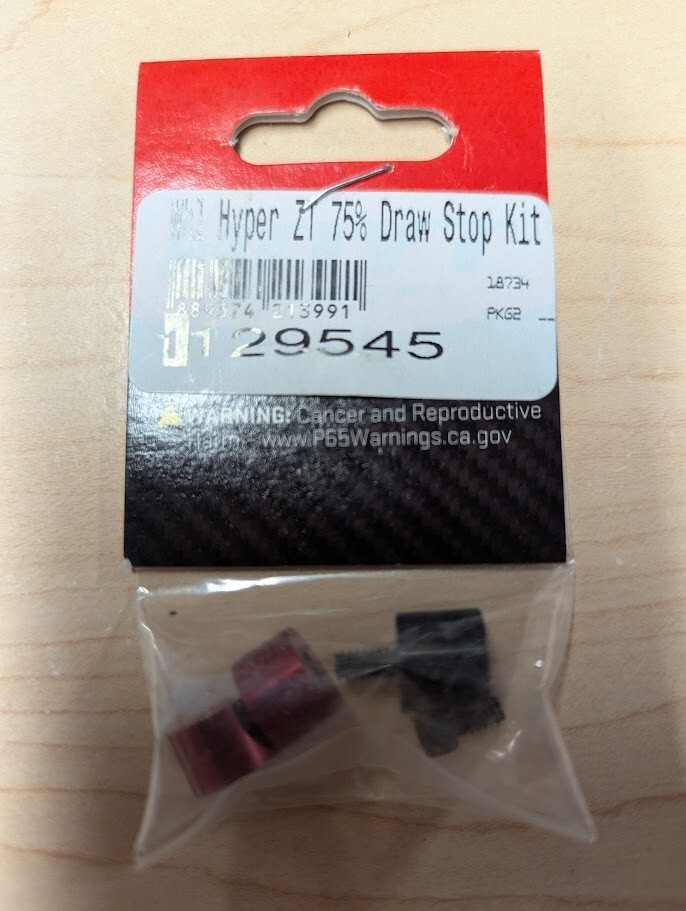 Hyper Z1 75% Draw Stop Kit
18734
889374 213991
PKG2
1129545
WARNING: Cancer and Reproductive
Harm - www.P65Warnings.ca.gov